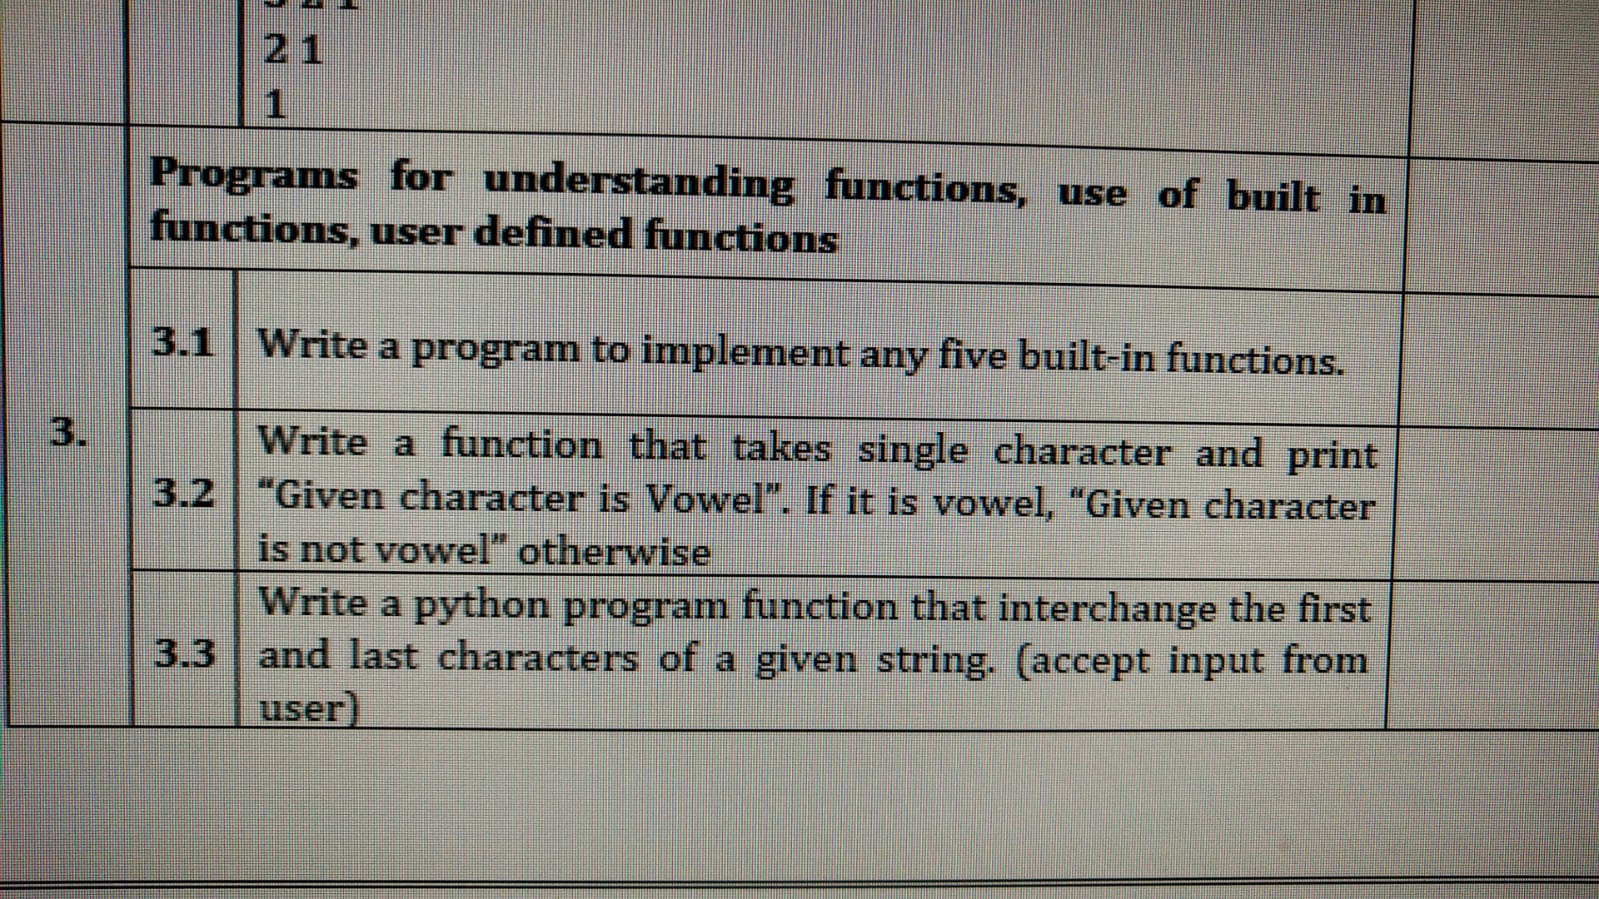 2 1
1
Programs for understanding functions, use of built in
functions, user defined functions
3.1 Write a program to implement any five built-in functions.
3.
3.2 Write a function that takes single character and print
“Given character is Vowel”. If it is vowel, “Given character
is not vowel” otherwise
3.3 Write a python program function that interchange the first
and last characters of a given string. (accept input from
user)